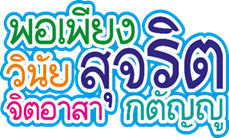 พอเพียง
วินัย สุจริต
จิตอาสา กตัญญู